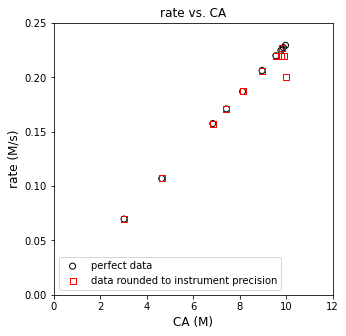 rate vs. CA
0.25
0.20
0.15
0.10
0.05
0.00
rate (M/s)
perfect data
data rounded to instrument precision
0 2 4 6 8 10 12
CA (M)